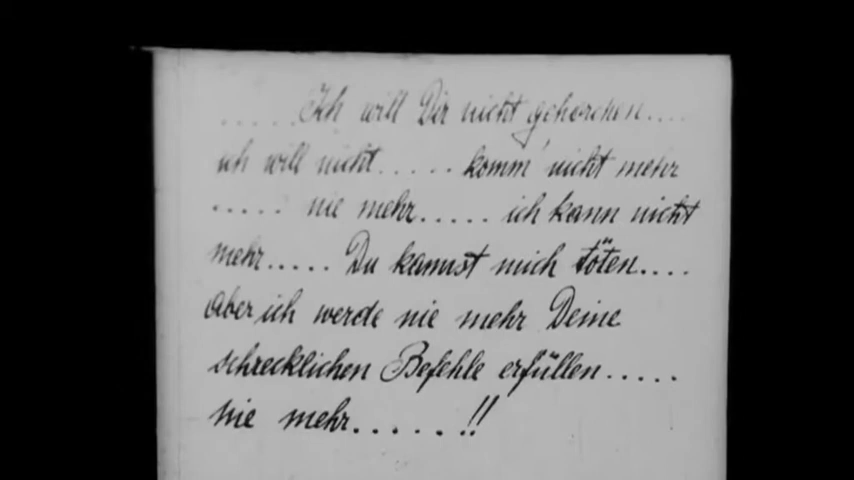 ..... Ich will Dir nicht gehorchen....
ich will nicht..... komm' nicht mehr
..... nie mehr..... ich kann nicht
mehr..... Du kannst mich töten....
aber ich werde nie mehr Deine
schrecklichen Befehle erfüllen.....
nie mehr......!!